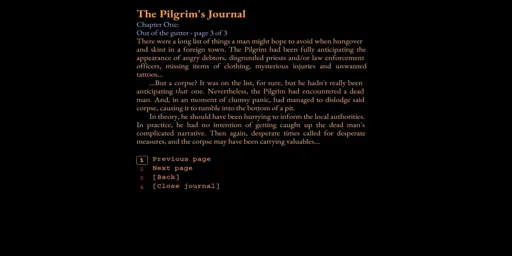 The Pilgrim's Journal
Chapter One:
Out of the gutter - page 3 of 3
There were a long list of things a man might hope to avoid when hungover
and skint in a foreign town. The Pilgrim had been fully anticipating the
appearance of angry debitors, disgruntled priests and/or law enforcement
officers, missing items of clothing, mysterious injuries and unwanted
tattoos...
...But a corpse? It was on the list, for sure, but he hadn't really been
anticipating that one. Nevertheless, the Pilgrim had encountered a dead
man. And, in an moment of clumsy panic, had managed to dislodge said
corpse, causing it to tumble into the bottom of a pit.
In theory, he should have been hurrying to inform the local authorities.
In practice, he had no intention of getting caught up the dead man's
complicated narrative. Then again, desperate times called for desperate
measures, and the corpse may have been carrying valuables...
1 Previous page
2 Next page
3 [Back]
4 [Close journal]